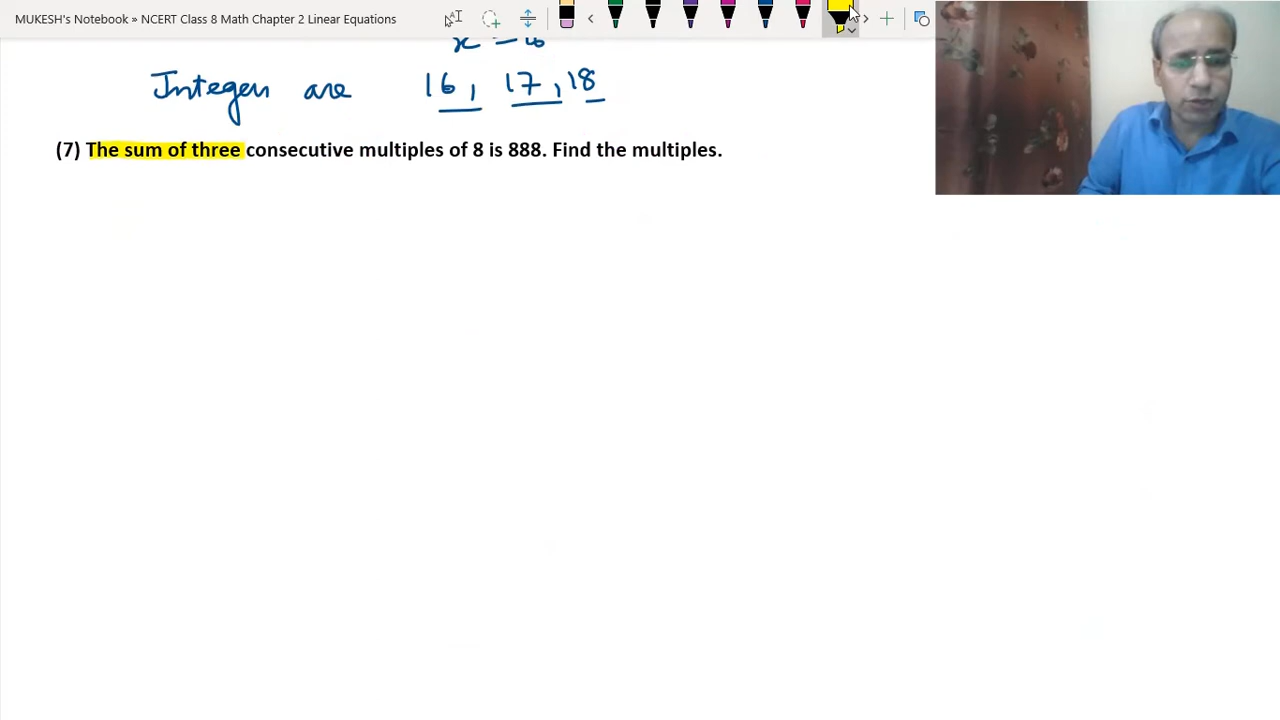 MUKESH's Notebook » NCERT Class 8 Math Chapter 2 Linear Equations
Integers are 16, 17, 18
(7) The sum of three consecutive multiples of 8 is 888. Find the multiples.